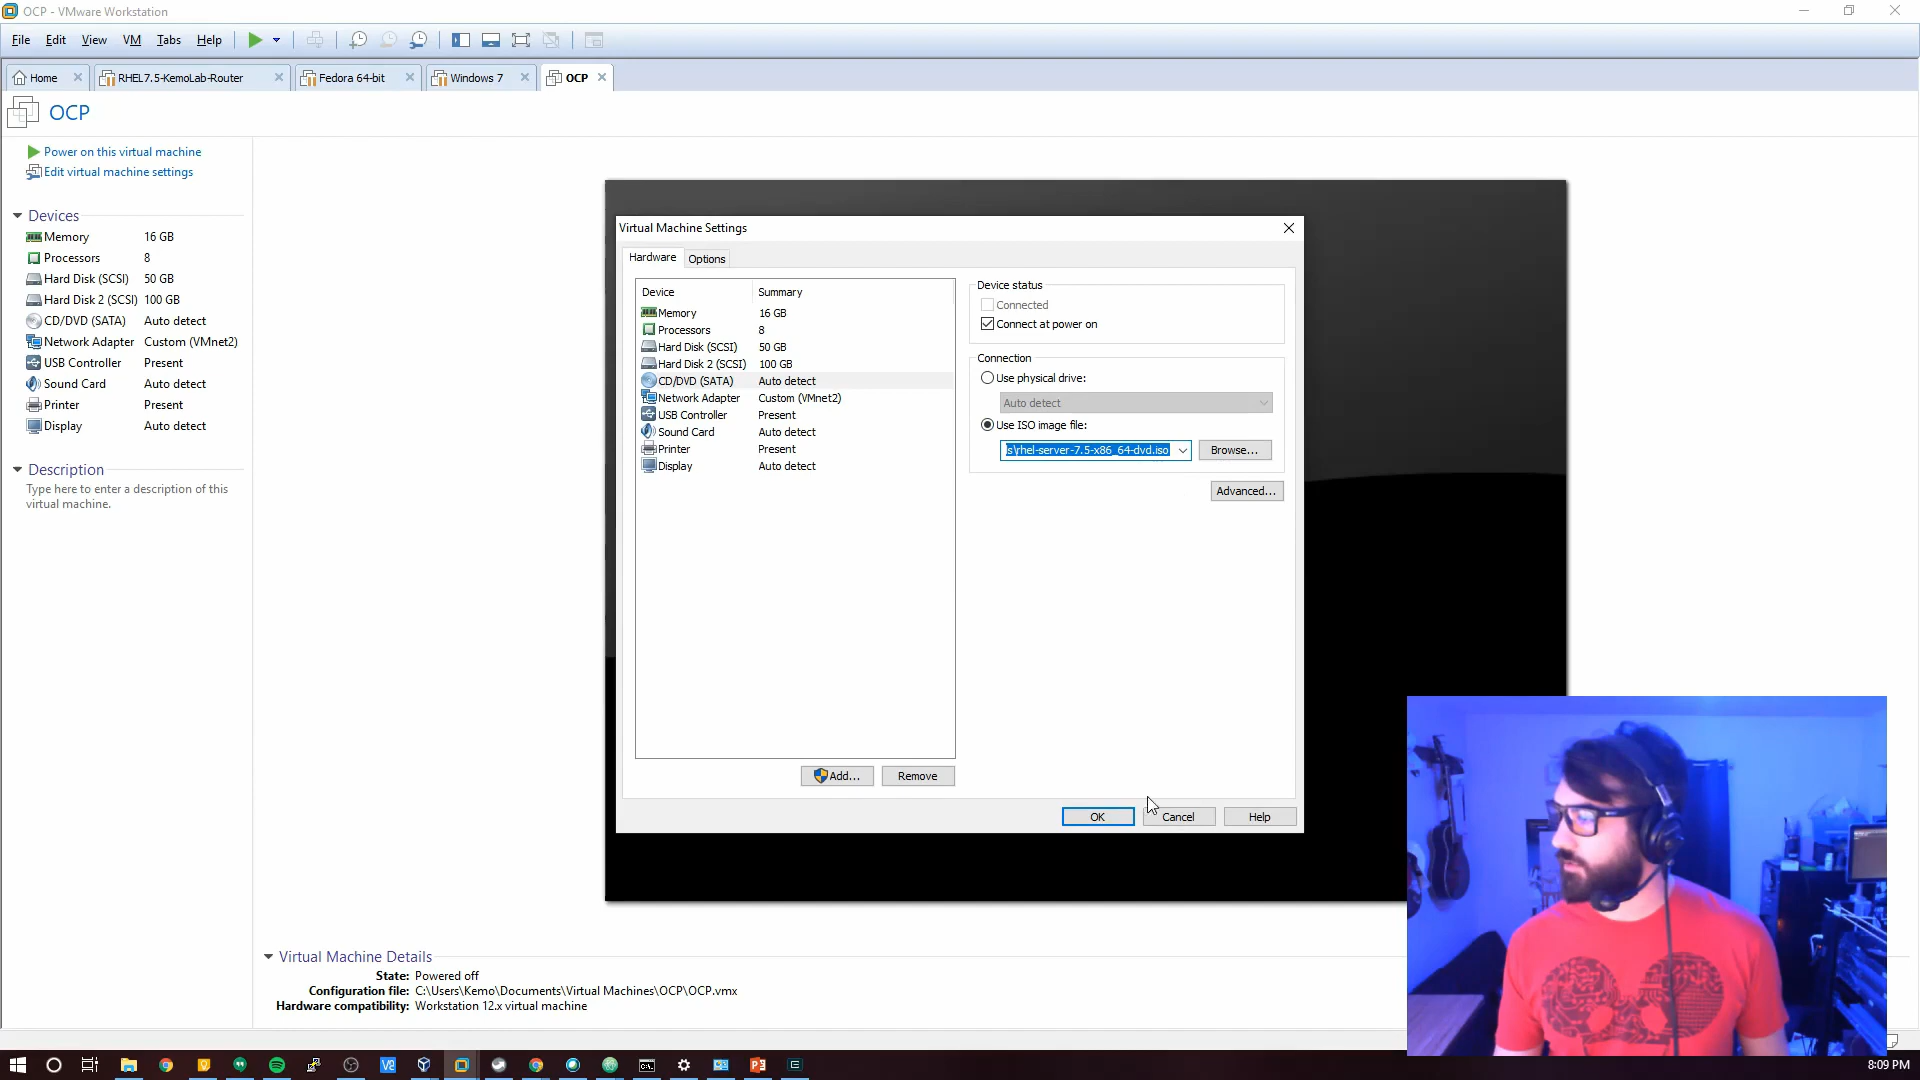 OCP - VMware Workstation
File Edit View VM Tabs Help
Home RHEL7.5-KemoLab-Router Fedora 64-bit Windows 7 OCP
OCP
Power on this virtual machine
Edit virtual machine settings
Devices
Memory 16 GB
Processors 8
Hard Disk (SCSI) 50 GB
Hard Disk 2 (SCSI) 100 GB
CD/DVD (SATA) Auto detect
Network Adapter Custom (VMnet2)
USB Controller Present
Sound Card Auto detect
Printer Present
Display Auto detect
Description
Type here to enter a description of this
virtual machine.
Virtual Machine Settings
Hardware Options
Device Summary
Memory 16 GB
Processors 8
Hard Disk (SCSI) 50 GB
Hard Disk 2 (SCSI) 100 GB
CD/DVD (SATA) Auto detect
Network Adapter Custom (VMnet2)
USB Controller Present
Sound Card Auto detect
Printer Present
Display Auto detect
Add... Remove
Device status
Connected
Connect at power on
Connection
Use physical drive:
Auto detect
Use ISO image file:
s\rhel-server-7.5-x86_64-dvd.iso Browse...
Advanced...
OK Cancel Help
Virtual Machine Details
State: Powered off
Configuration file: C:\Users\Kemo\Documents\Virtual Machines\OCP\OCP.vmx
Hardware compatibility: Workstation 12.x virtual machine
8:09 PM